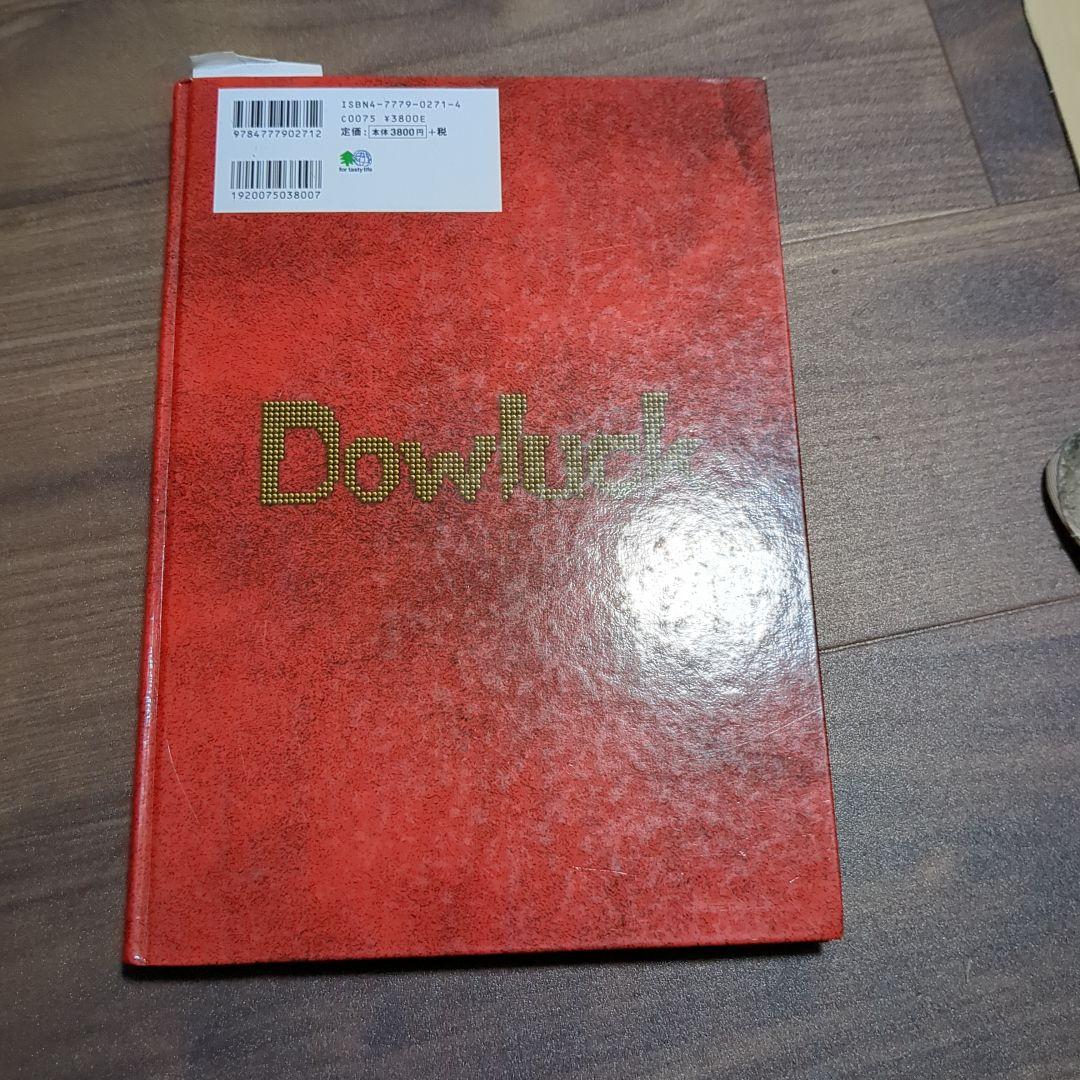 ISBN4-7779-0271-4
C0075 ¥3800E
定価：本体3800円+税
9784777902712
for tasty life
1920075038007
Dowluck